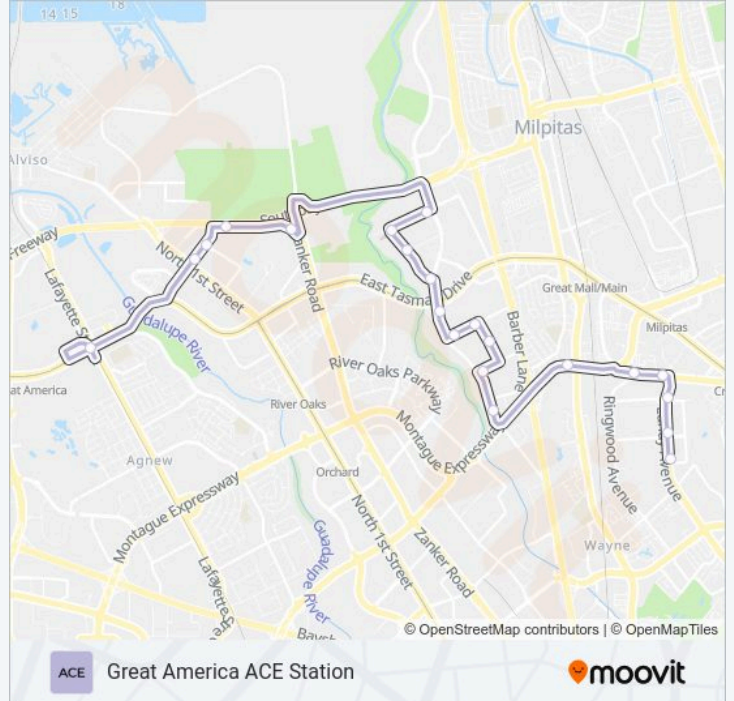 14 15
18
Milpitas
Alviso
Freeway
North 1st Street
Zanker Road
East Tasman Drive
Great Mall/Main
Lafayette St
Guadalupe River
Milpitas
Barber Lane
River Oaks Parkway
at America
River Oaks
Ringwood Avenue
Montague Expressway
Agnew
Orchard
Montague Expressway
North 1st Street
Zanker Road
Guadalupe River
Wayne
Lafayette S
© OpenStreetMap contributors | © OpenMapTiles
ACE
Great America ACE Station
moovit